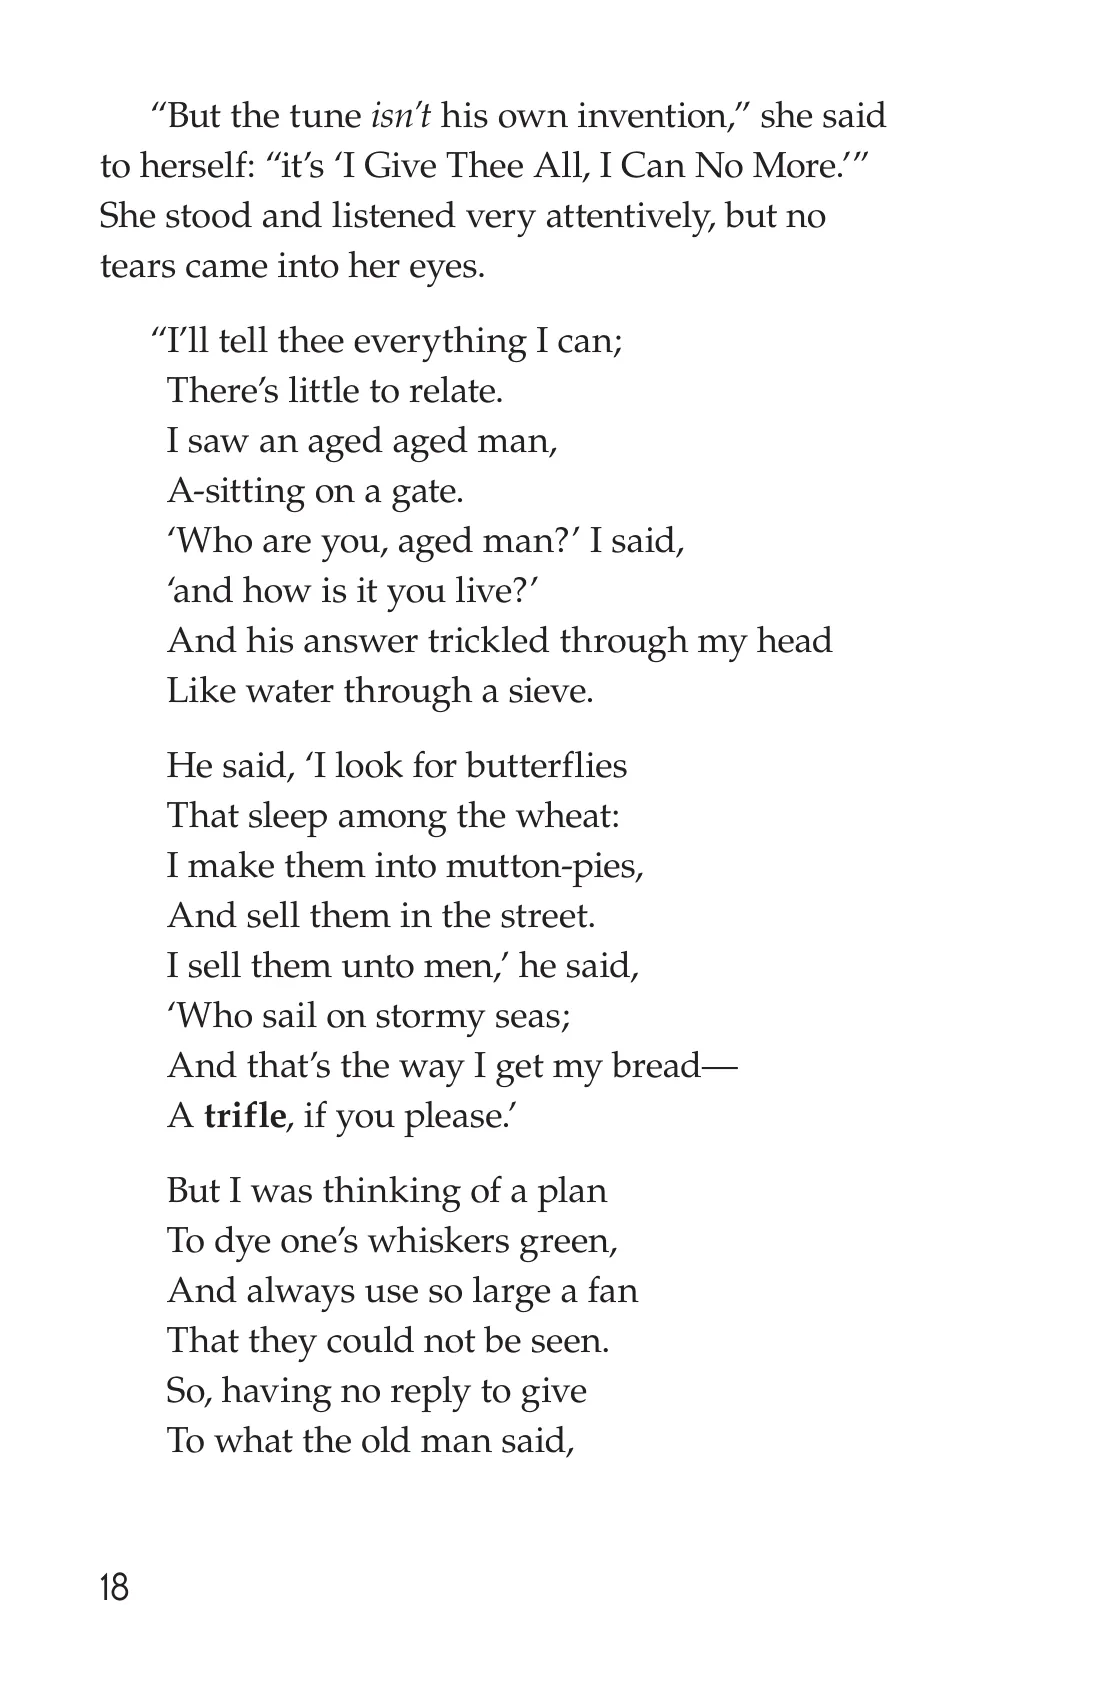 “But the tune isn’t his own invention,” she said
to herself: “it’s ‘I Give Thee All, I Can No More.’”
She stood and listened very attentively, but no
tears came into her eyes.
“I’ll tell thee everything I can;
There’s little to relate.
I saw an aged aged man,
A-sitting on a gate.
‘Who are you, aged man?’ I said,
‘and how is it you live?’
And his answer trickled through my head
Like water through a sieve.
He said, ‘I look for butterflies
That sleep among the wheat:
I make them into mutton-pies,
And sell them in the street.
I sell them unto men,’ he said,
‘Who sail on stormy seas;
And that’s the way I get my bread—
A trifle, if you please.’
But I was thinking of a plan
To dye one’s whiskers green,
And always use so large a fan
That they could not be seen.
So, having no reply to give
To what the old man said,
18